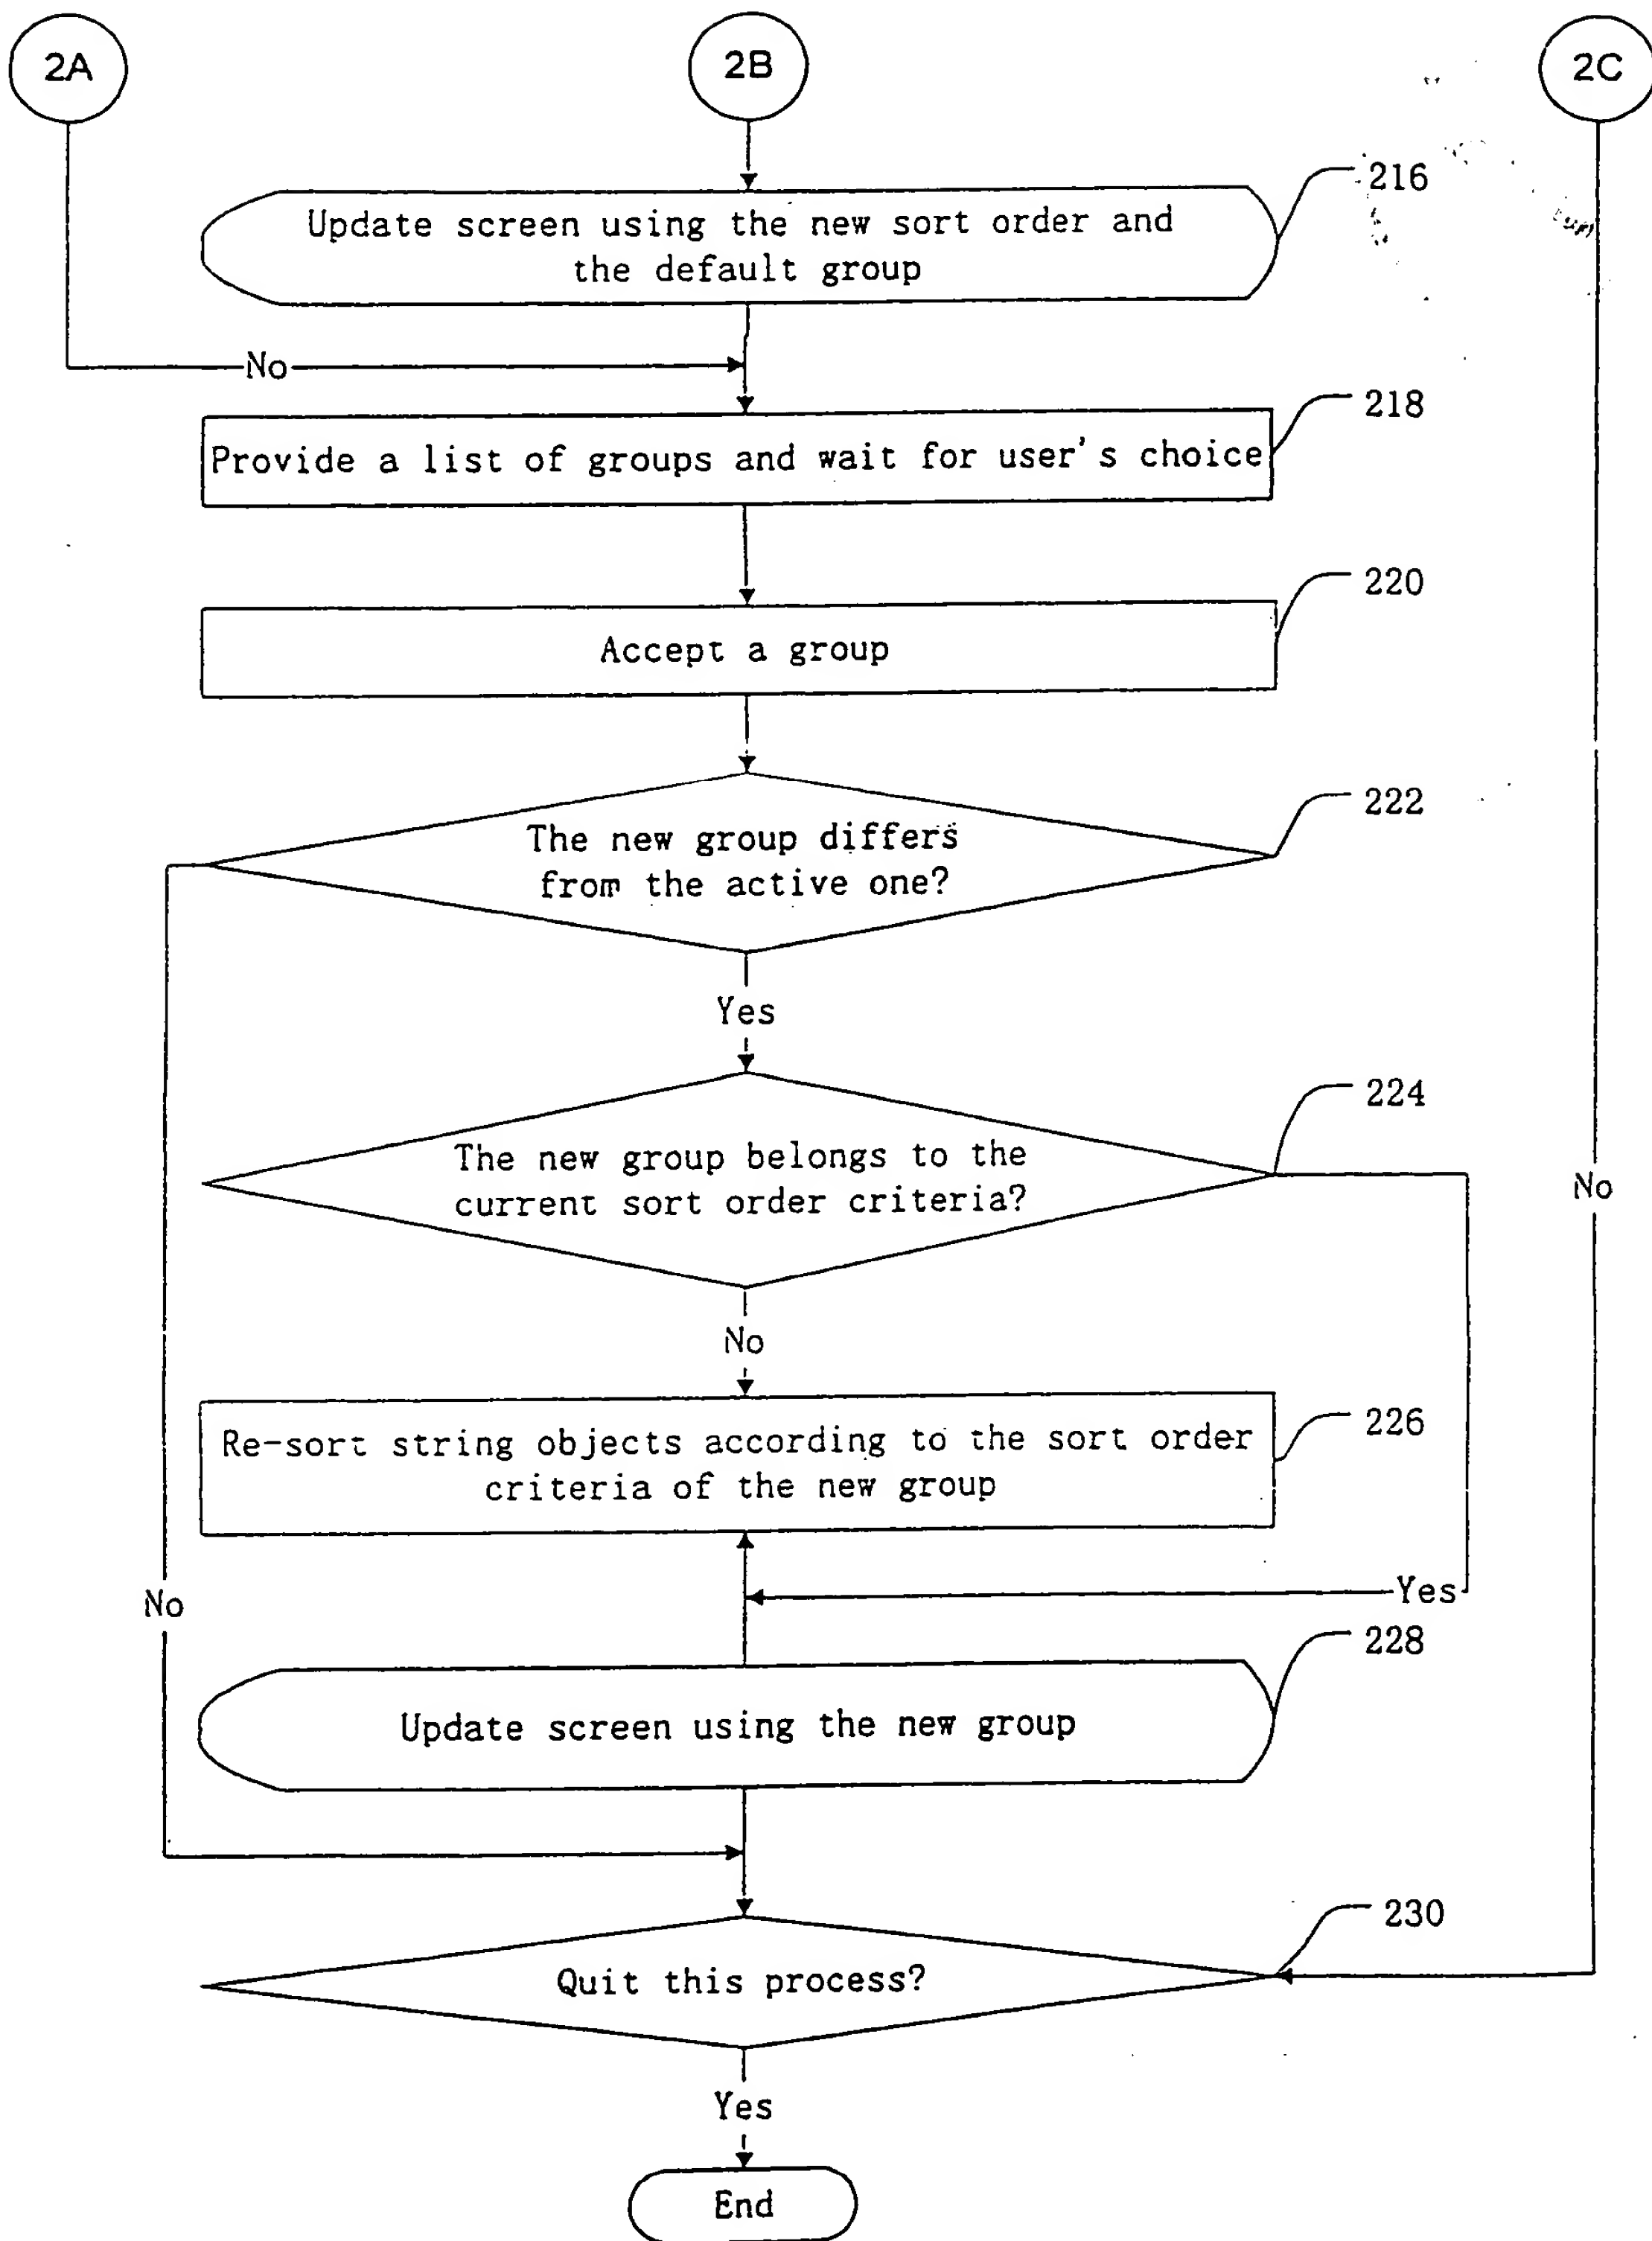 2A
2B
2C
216
Update screen using the new sort order and
the default group
No
218
Provide a list of groups and wait for user's choice
220
Accept a group
222
The new group differs
from the active one?
Yes
224
The new group belongs to the
current sort order criteria?
No
No
226
Re-sort string objects according to the sort order
criteria of the new group
Yes
No
228
Update screen using the new group
230
Quit this process?
Yes
End